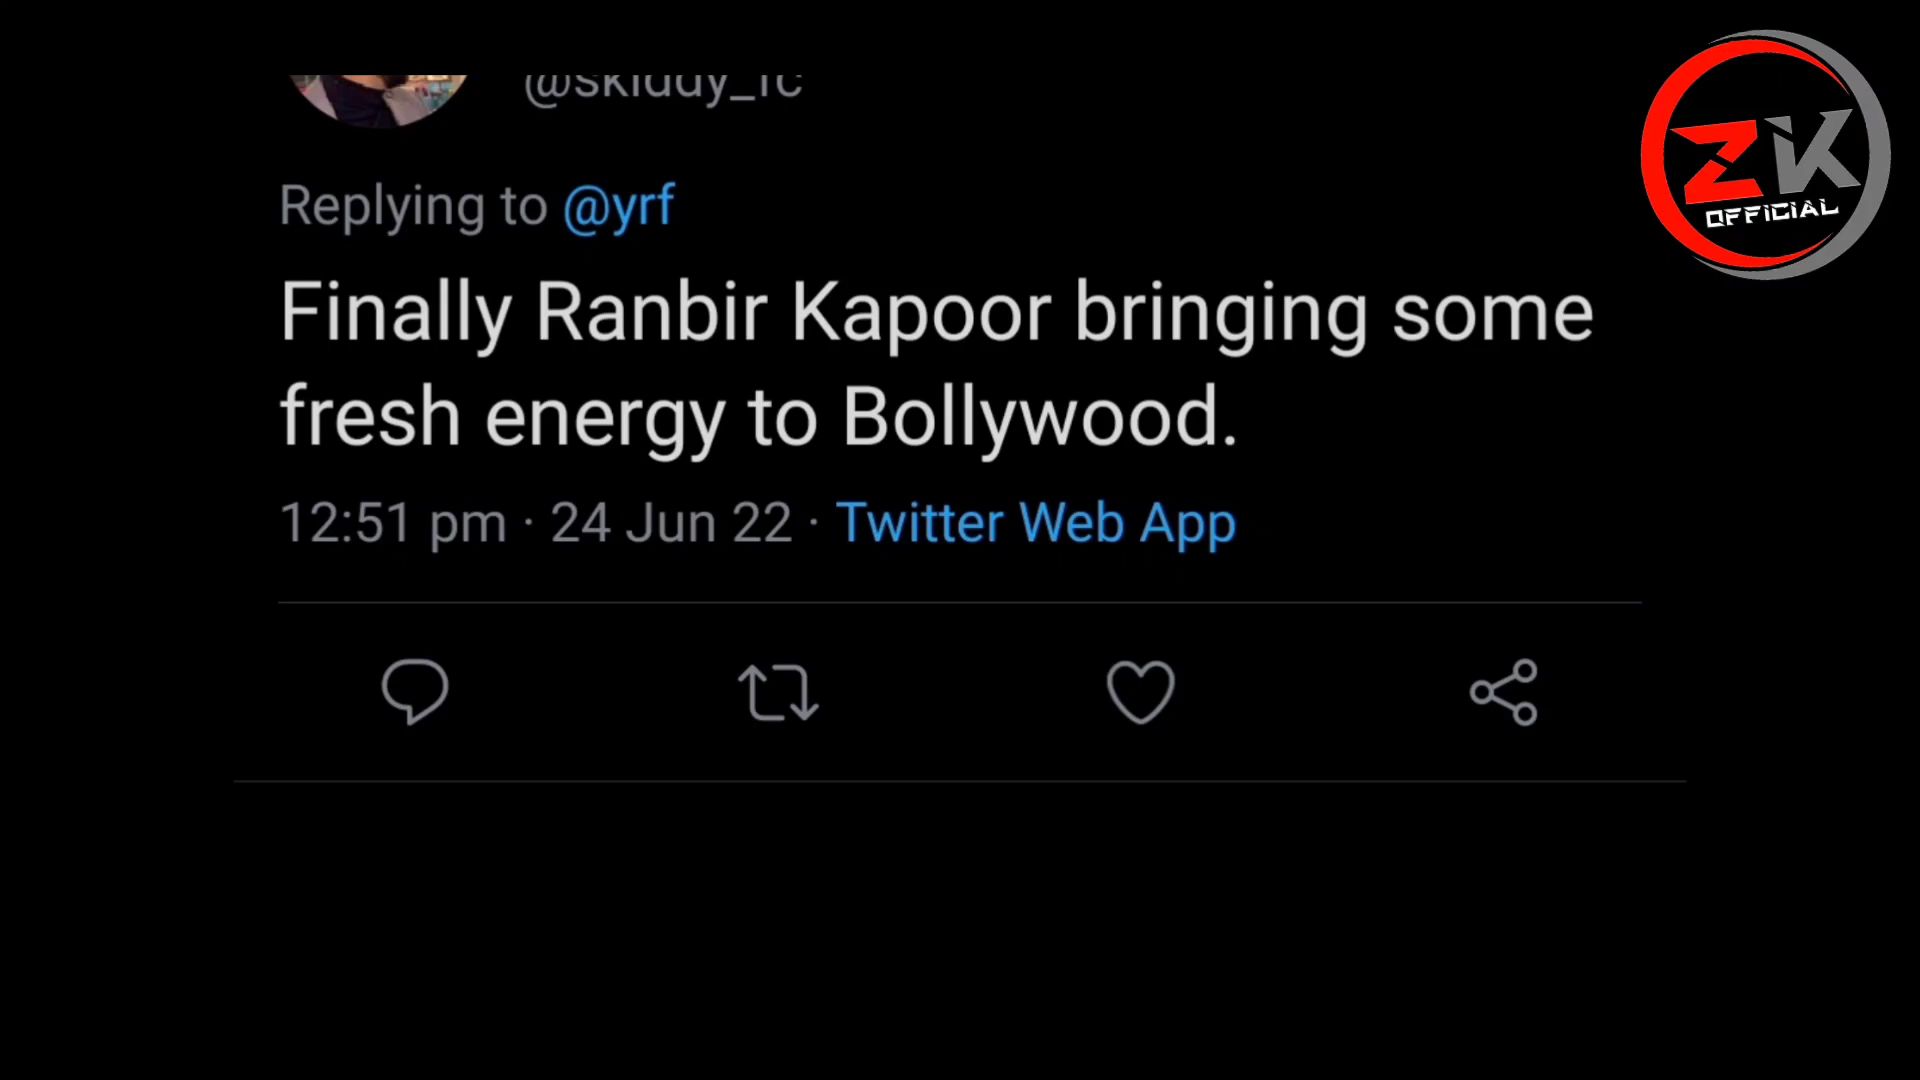 Replying to @yrf
Finally Ranbir Kapoor bringing some
fresh energy to Bollywood.
12:51 pm · 24 Jun 22 · Twitter Web App
ZK
OFFICIAL